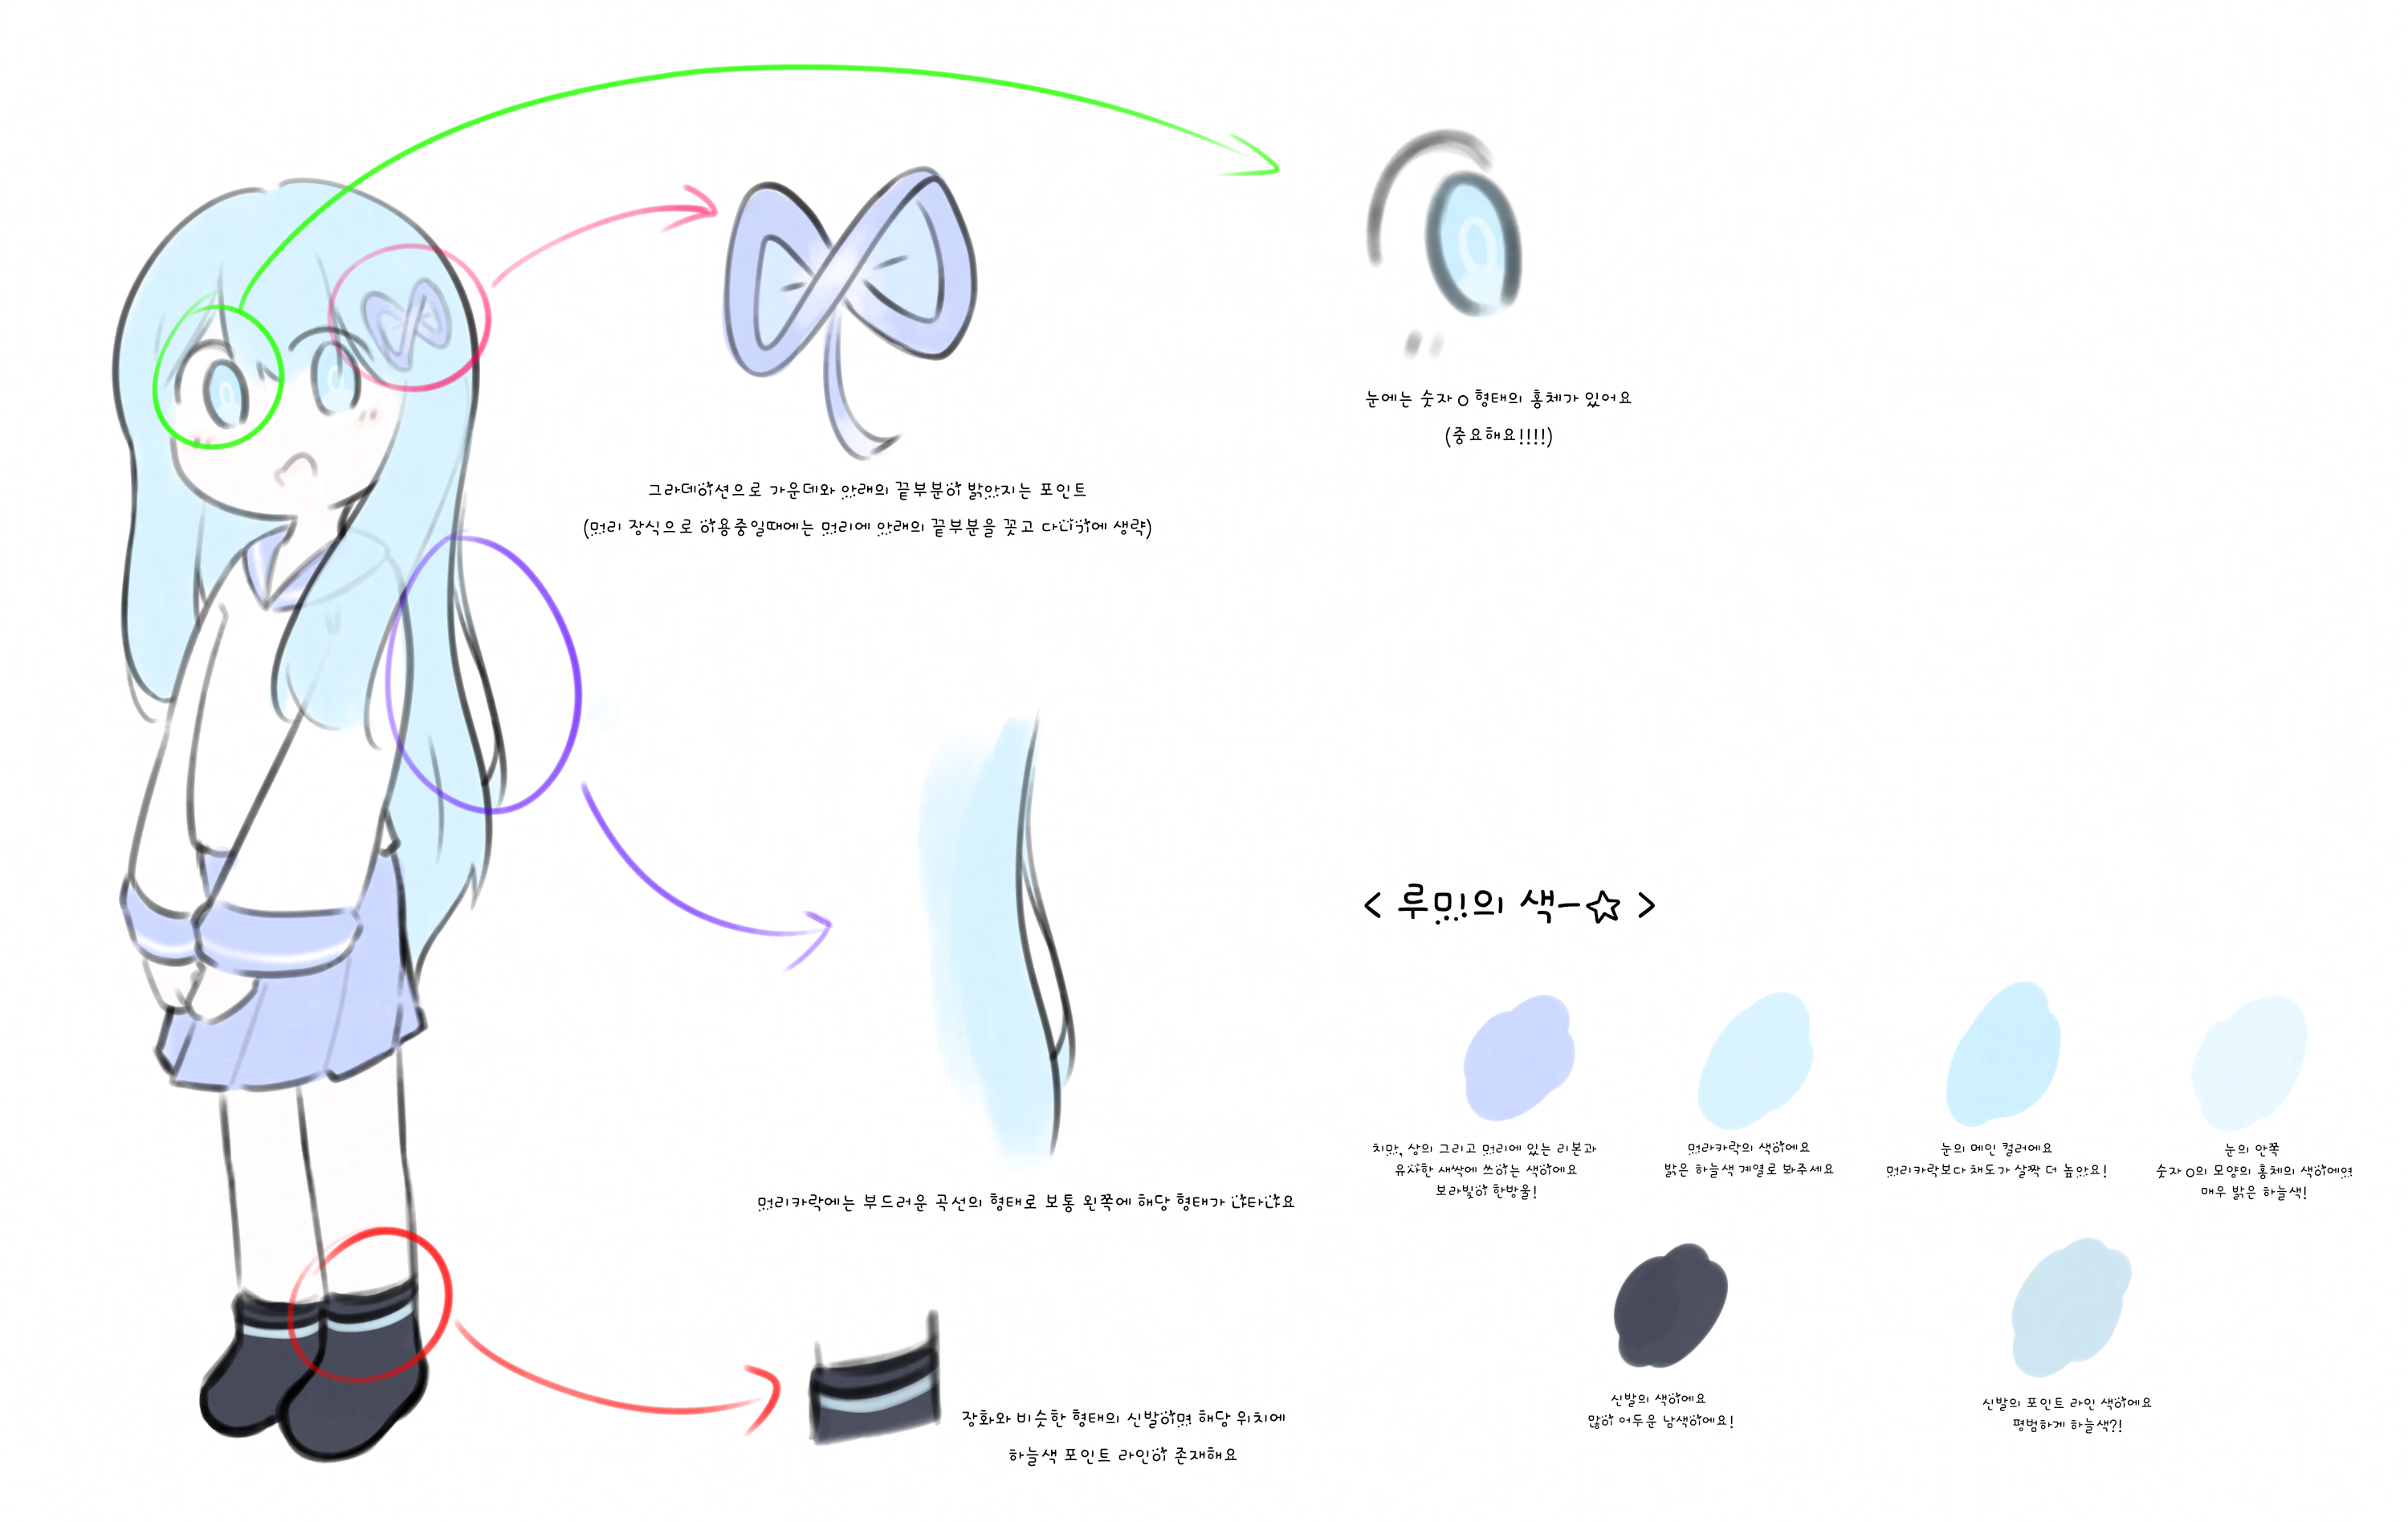 눈에는 숫자 0 형태의 홍채가 있어요
(중요해요!!!!)
그라데이션으로 가운데와 아래의 끝부분이 밝아지는 포인트
(머리 장식으로 이용중일때에는 머리에 아래의 끝부분을 꽂고 다니기에 생략)
머리카락에는 부드러운 곡선의 형태로 보통 왼쪽에 해당 형태가 나타나요
장화와 비슷한 형태의 신발이며 해당 위치에
하늘색 포인트 라인이 존재해요
< 루미의 색-☆ >
치마, 상의 그리고 머리에 있는 리본과
유사한 새싹에 쓰이는 색이에요
보라빛이 한방울!
머리카락의 색이에요
밝은 하늘색 계열로 봐주세요
눈의 메인 컬러에요
머리카락보다 채도가 살짝 더 높아요!
눈의 안쪽
숫자 0의 모양의 홍채의 색이에여
매우 밝은 하늘색!
신발의 색이에요
많이 어두운 남색이에요!
신발의 포인트 라인 색이에요
평범하게 하늘색?!